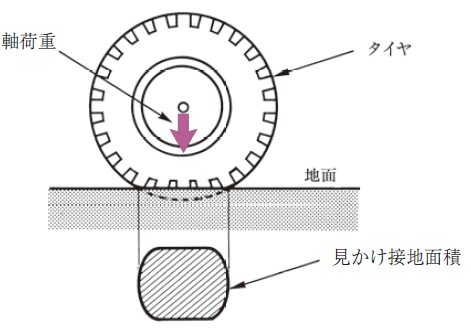 軸荷重
タイヤ
地面
見かけ接地面積